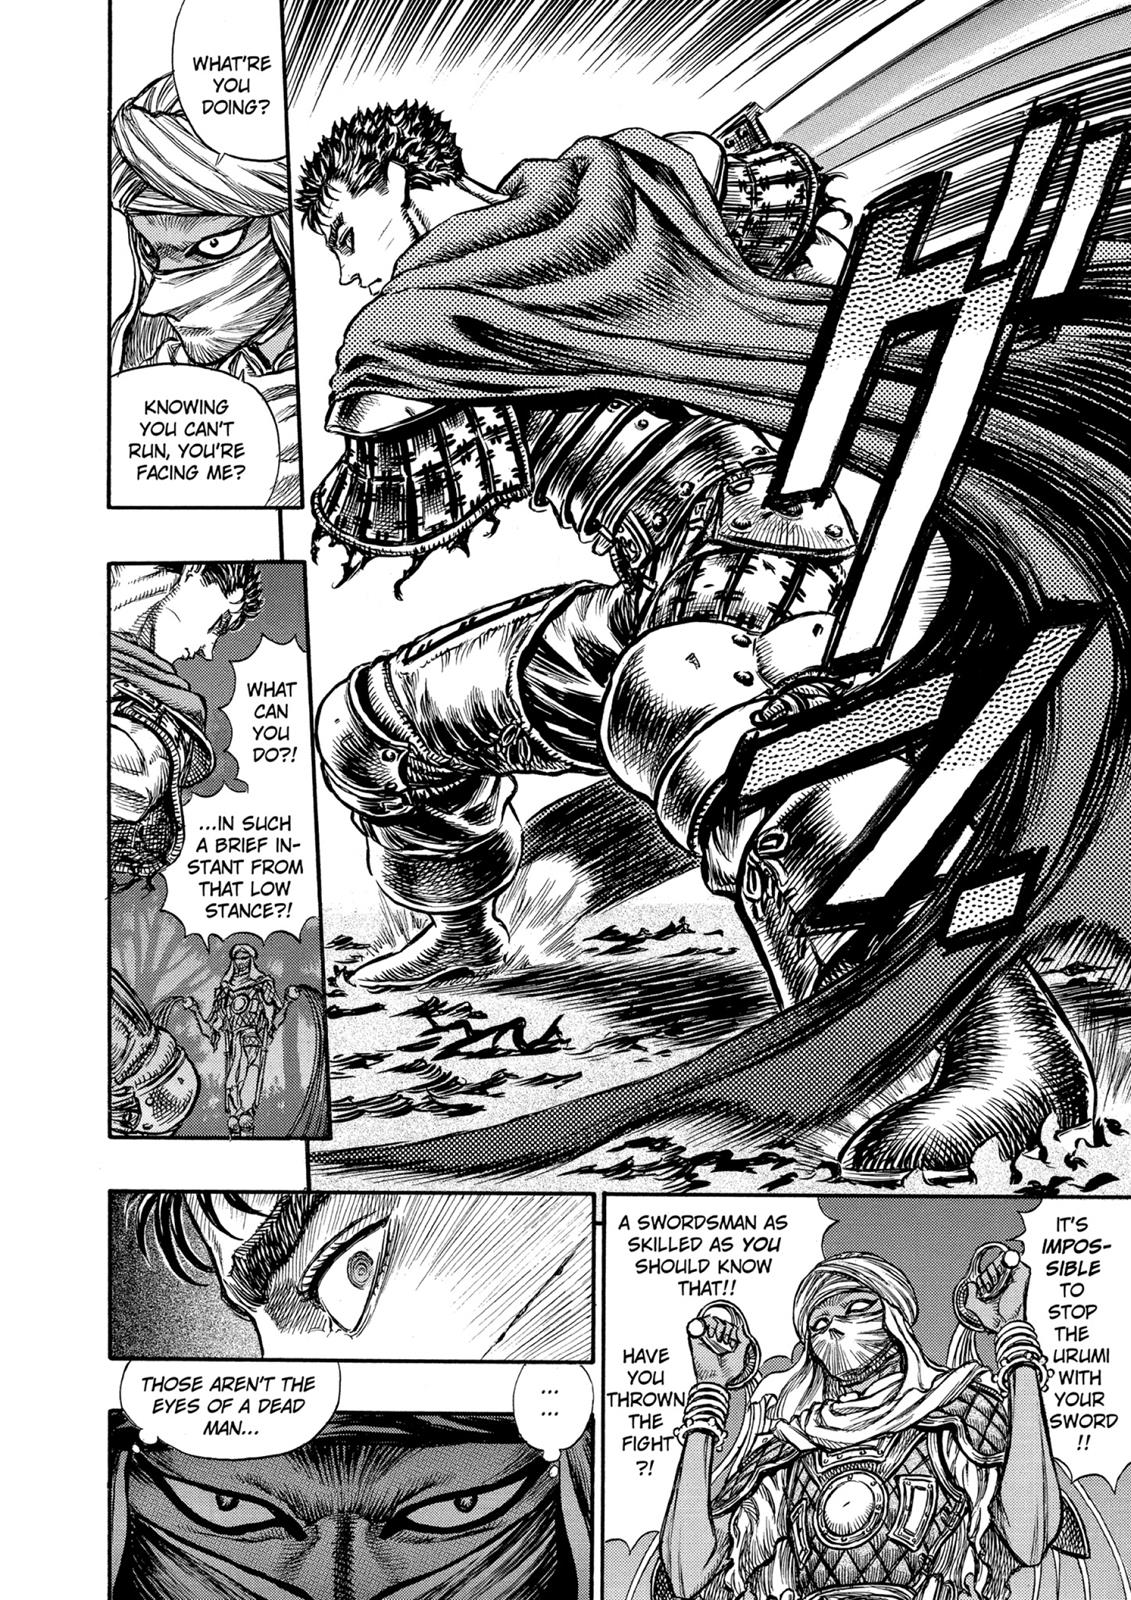 WHAT'RE
YOU
DOING?
KNOWING
YOU CAN'T
RUN, YOU'RE
FACING ME?
WHAT
CAN
YOU
DO?!
...IN SUCH
A BRIEF IN-
STANT FROM
THAT LOW
STANCE?!
IT'S
IMPOS-
SIBLE
TO
STOP
THE
URUMI
WITH
YOUR
SWORD
!!
A SWORDSMAN AS
SKILLED AS YOU
SHOULD KNOW
THAT!!
HAVE
YOU
THROWN
THE
FIGHT
?!
...
...
THOSE AREN'T THE
EYES OF A DEAD
MAN...